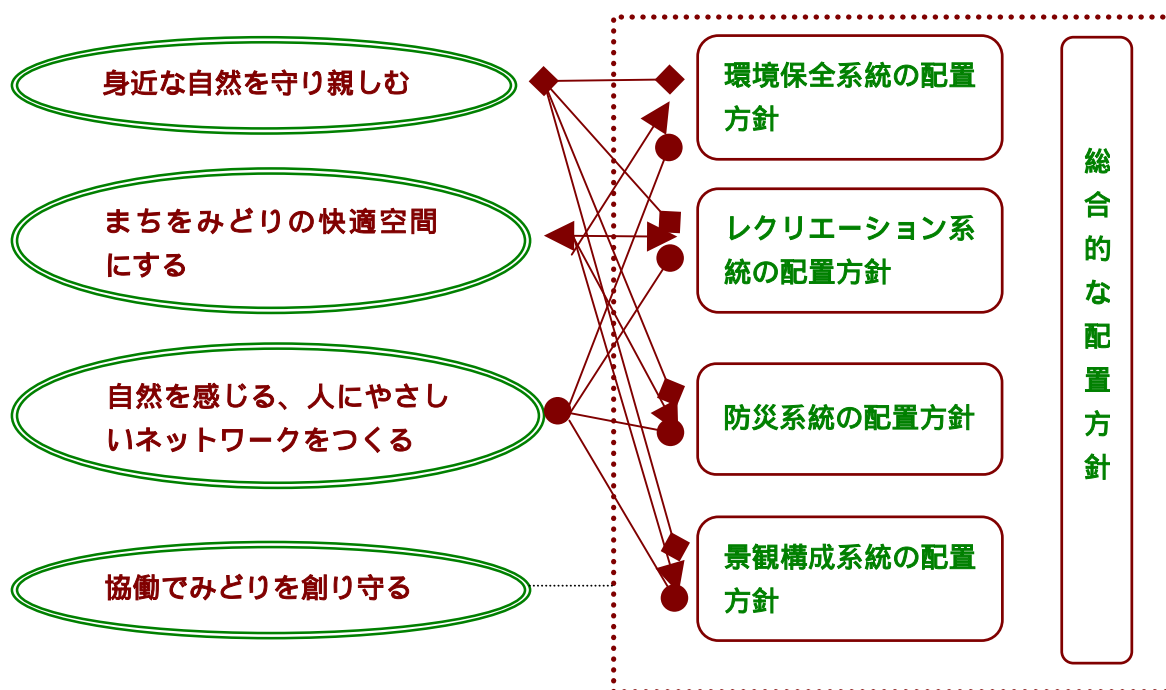 身近な自然を守り親しむ
まちをみどりの快適空間
にする
自然を感じる、人にやさし
いネットワークをつくる
協働でみどりを創り守る
環境保全系統の配置
方針
レクリエーション系
統の配置方針
防災系統の配置方針
景観構成系統の配置
方針
総合的な配置方針